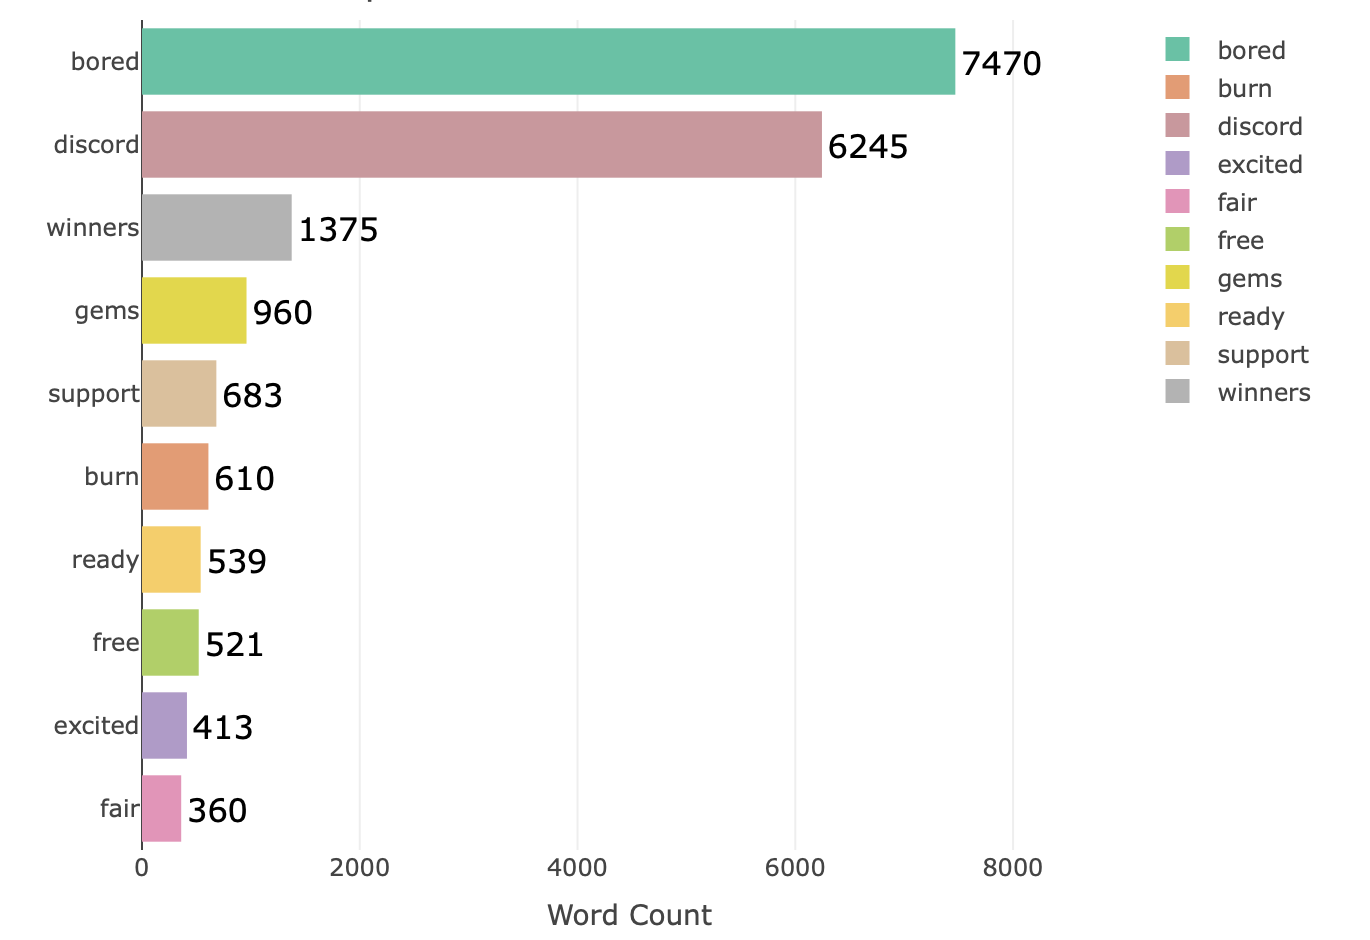 bored 7470
discord 6245
winners 1375
gems 960
support 683
burn 610
ready 539
free 521
excited 413
fair 360
0 2000 4000 6000 8000
Word Count
bored
burn
discord
excited
fair
free
gems
ready
support
winners